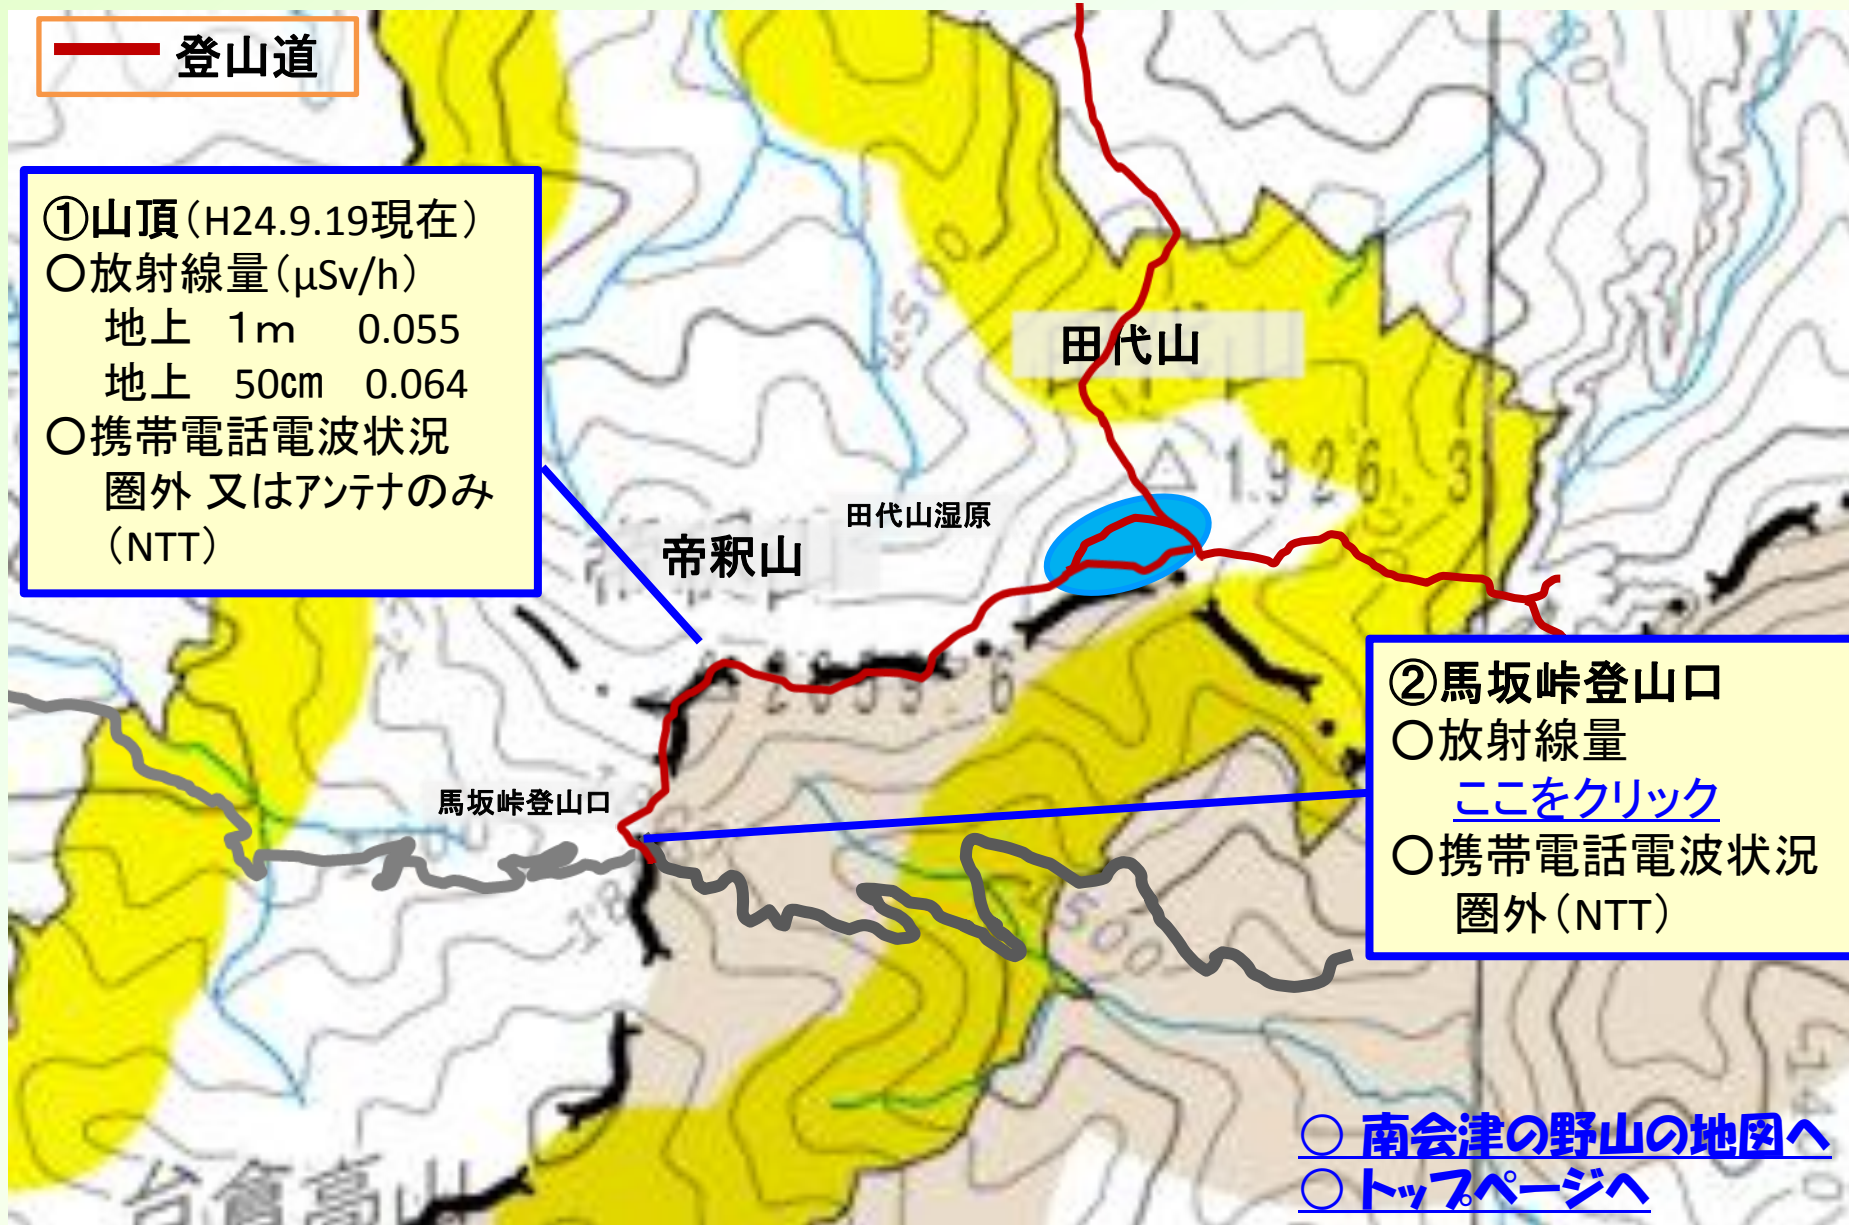 登山道
①山頂（H24.9.19現在）
○放射線量（μSv/h）
地上　1m　0.055
地上　50㎝　0.064
○携帯電話電波状況
圏外 又はアンテナのみ
（NTT）
田代山
1.926.3
田代山湿原
帝釈山
1500
馬坂峠登山口
②馬坂峠登山口
○放射線量
ここをクリック
○携帯電話電波状況
圏外（NTT）
1500
台倉高山
○ 南会津の野山の地図へ
○ トップページへ